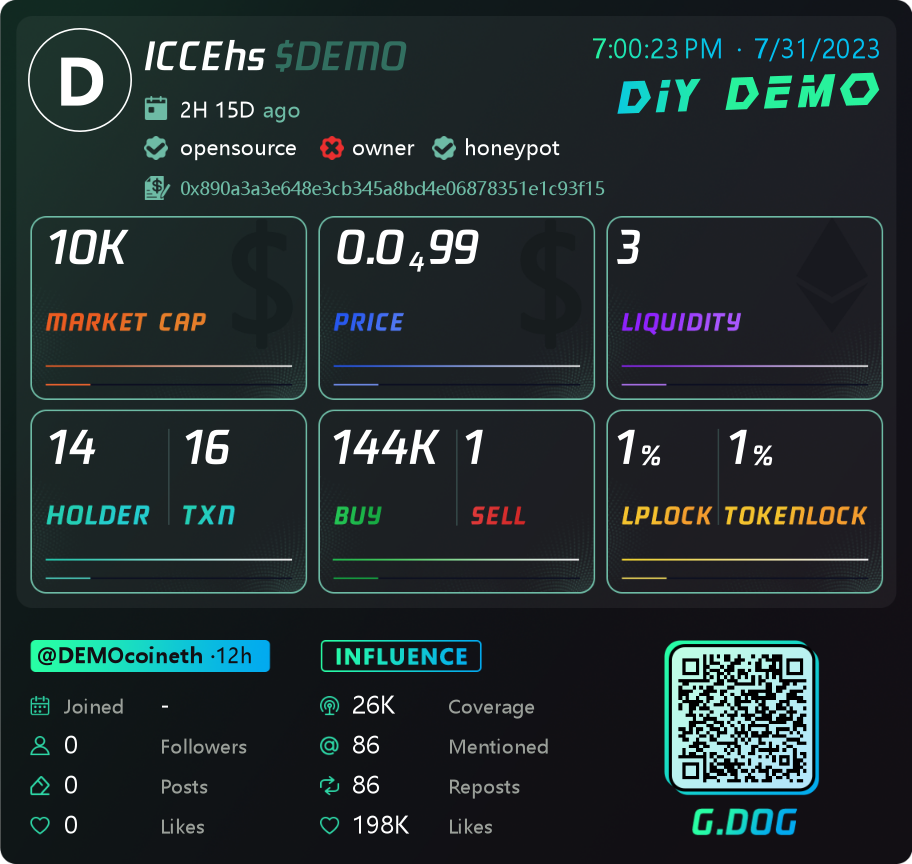 D
ICCEhs $DEMO
7:00:23 PM · 7/31/2023
DiY DEMO
2H 15D ago
opensource owner honeypot
0x890a3a3e648e3cb345a8bd4e06878351e1c93f15
10K
MARKET CAP
0.0₄99
PRICE
3
LIQUIDITY
14 16
HOLDER TXN
144K 1
BUY SELL
1% 1%
LPLOCK TOKENLOCK
@DEMOcoineth ·12h
Joined -
0 Followers
0 Posts
0 Likes
INFLUENCE
26K Coverage
86 Mentioned
86 Reposts
198K Likes
G.DOG